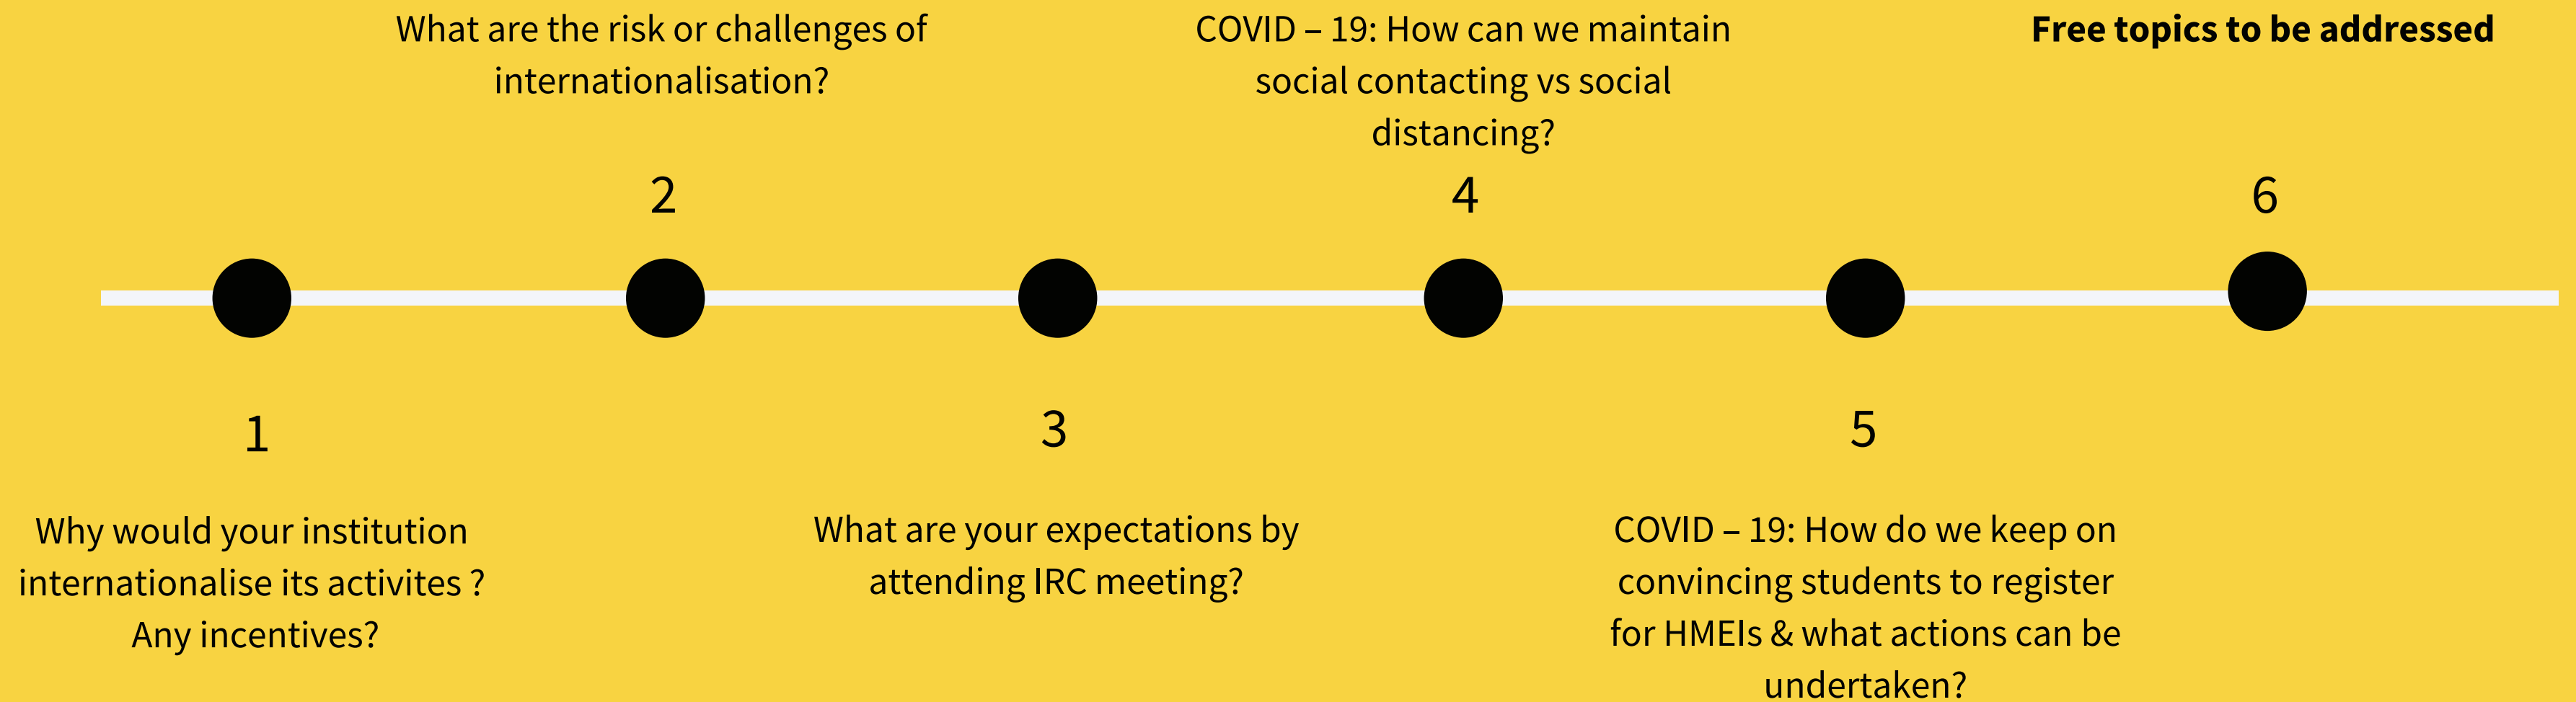 1
Why would your institution
internationalise its activites ?
Any incentives?
What are the risk or challenges of
internationalisation?
2
3
What are your expectations by
attending IRC meeting?
COVID – 19: How can we maintain
social contacting vs social
distancing?
4
5
COVID – 19: How do we keep on
convincing students to register
for HMEIs & what actions can be
undertaken?
Free topics to be addressed
6